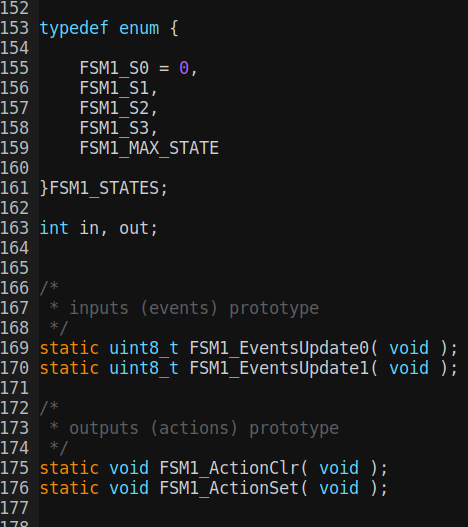 152
153 typedef enum {
154
155     FSM1_S0 = 0,
156     FSM1_S1,
157     FSM1_S2,
158     FSM1_S3,
159     FSM1_MAX_STATE
160
161 }FSM1_STATES;
162
163 int in, out;
164
165
166 /*
167  * inputs (events) prototype
168  */
169 static uint8_t FSM1_EventsUpdate0( void );
170 static uint8_t FSM1_EventsUpdate1( void );
171
172 /*
173  * outputs (actions) prototype
174  */
175 static void FSM1_ActionClr( void );
176 static void FSM1_ActionSet( void );
177
178